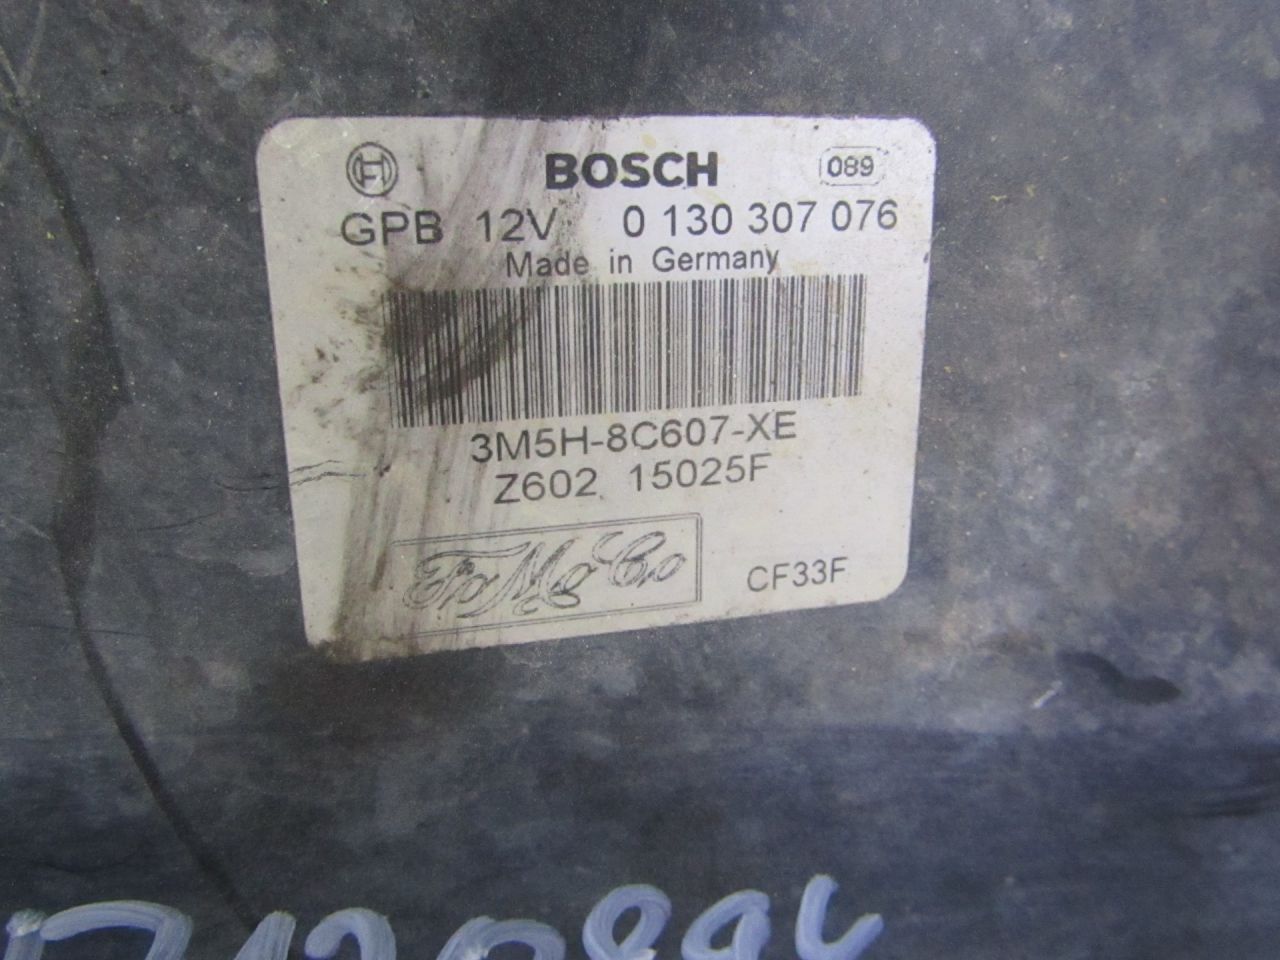 BOSCH 089
GPB 12V 0 130 307 076
Made in Germany
3M5H-8C607-XE
Z602 15025F
FoMoCo
CF33F